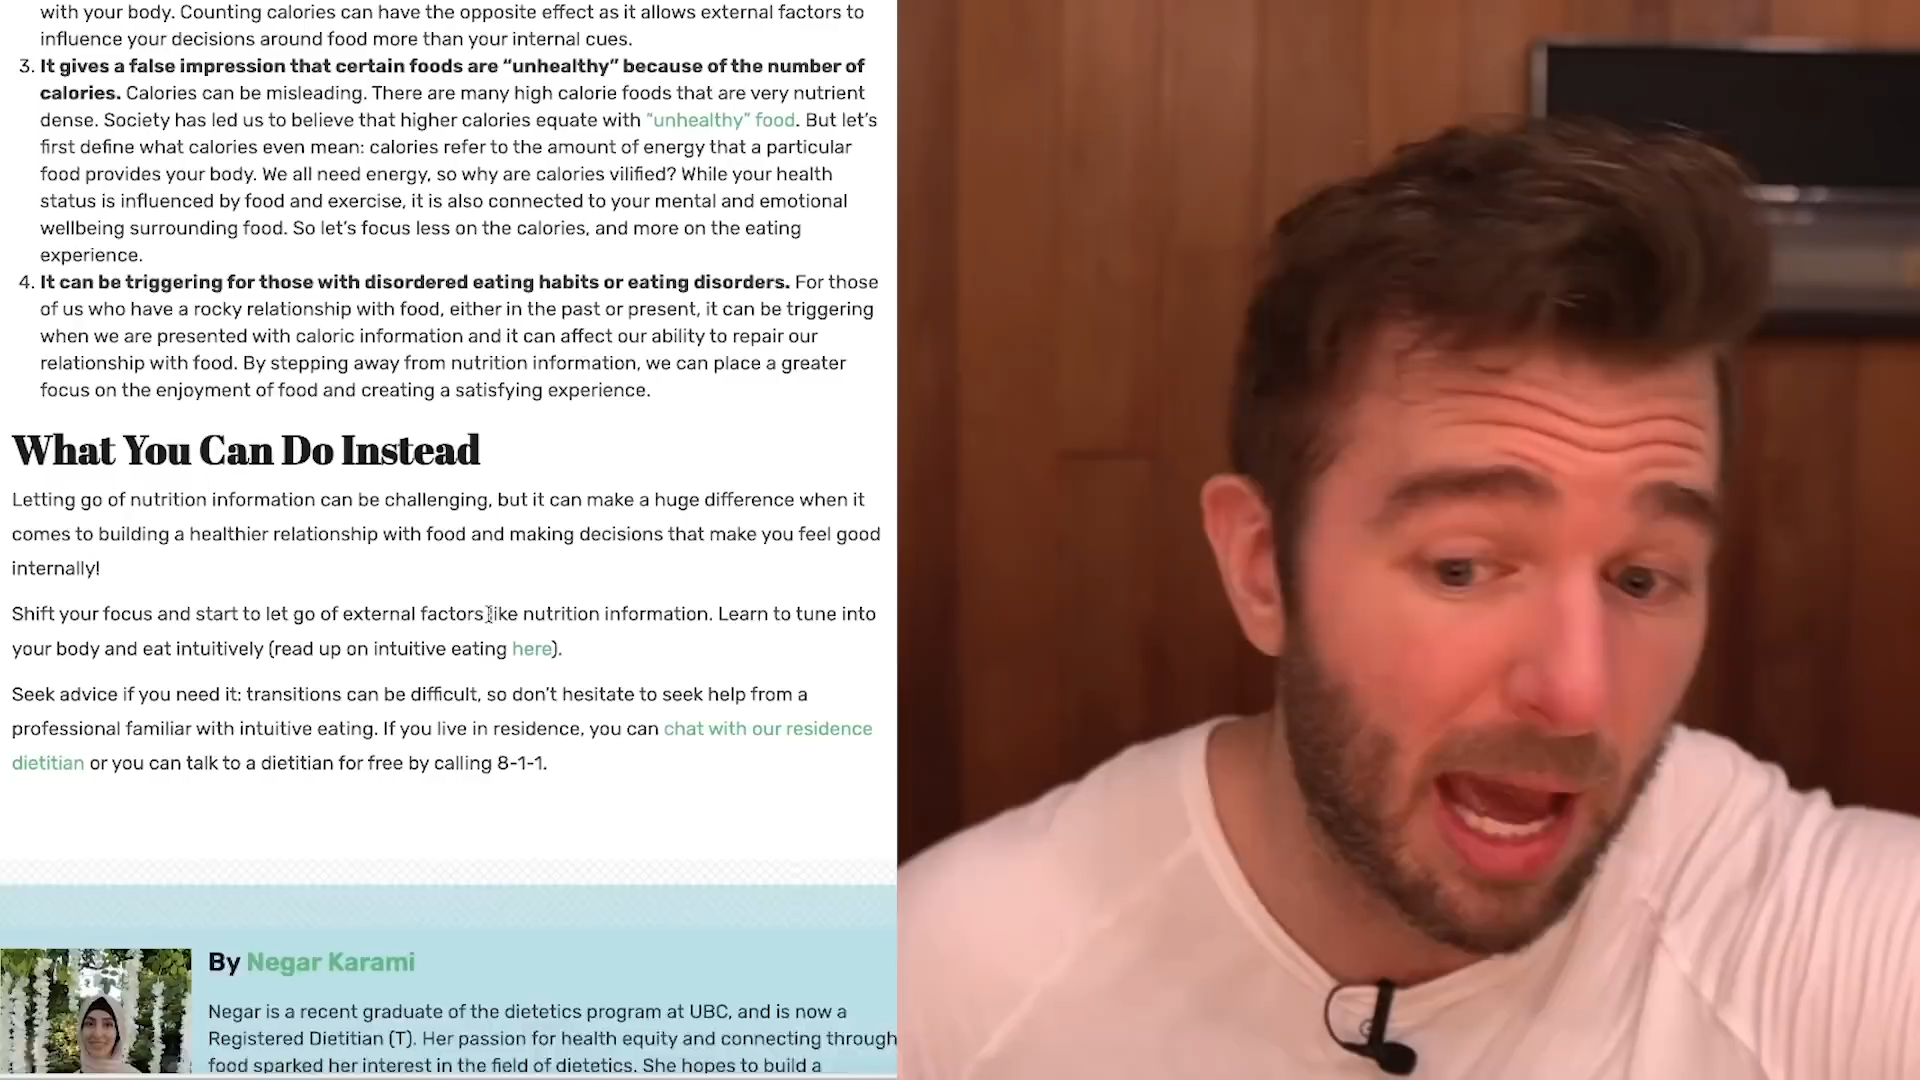 with your body. Counting calories can have the opposite effect as it allows external factors to
influence your decisions around food more than your internal cues.
3. It gives a false impression that certain foods are “unhealthy” because of the number of
calories. Calories can be misleading. There are many high calorie foods that are very nutrient
dense. Society has led us to believe that higher calories equate with “unhealthy” food. But let’s
first define what calories even mean: calories refer to the amount of energy that a particular
food provides your body. We all need energy, so why are calories vilified? While your health
status is influenced by food and exercise, it is also connected to your mental and emotional
wellbeing surrounding food. So let’s focus less on the calories, and more on the eating
experience.
4. It can be triggering for those with disordered eating habits or eating disorders. For those
of us who have a rocky relationship with food, either in the past or present, it can be triggering
when we are presented with caloric information and it can affect our ability to repair our
relationship with food. By stepping away from nutrition information, we can place a greater
focus on the enjoyment of food and creating a satisfying experience.
What You Can Do Instead
Letting go of nutrition information can be challenging, but it can make a huge difference when it
comes to building a healthier relationship with food and making decisions that make you feel good
internally!
Shift your focus and start to let go of external factors like nutrition information. Learn to tune into
your body and eat intuitively (read up on intuitive eating here).
Seek advice if you need it: transitions can be difficult, so don’t hesitate to seek help from a
professional familiar with intuitive eating. If you live in residence, you can chat with our residence
dietitian or you can talk to a dietitian for free by calling 8-1-1.
By Negar Karami
Negar is a recent graduate of the dietetics program at UBC, and is now a
Registered Dietitian (T). Her passion for health equity and connecting through
food sparked her interest in the field of dietetics. She hopes to build a